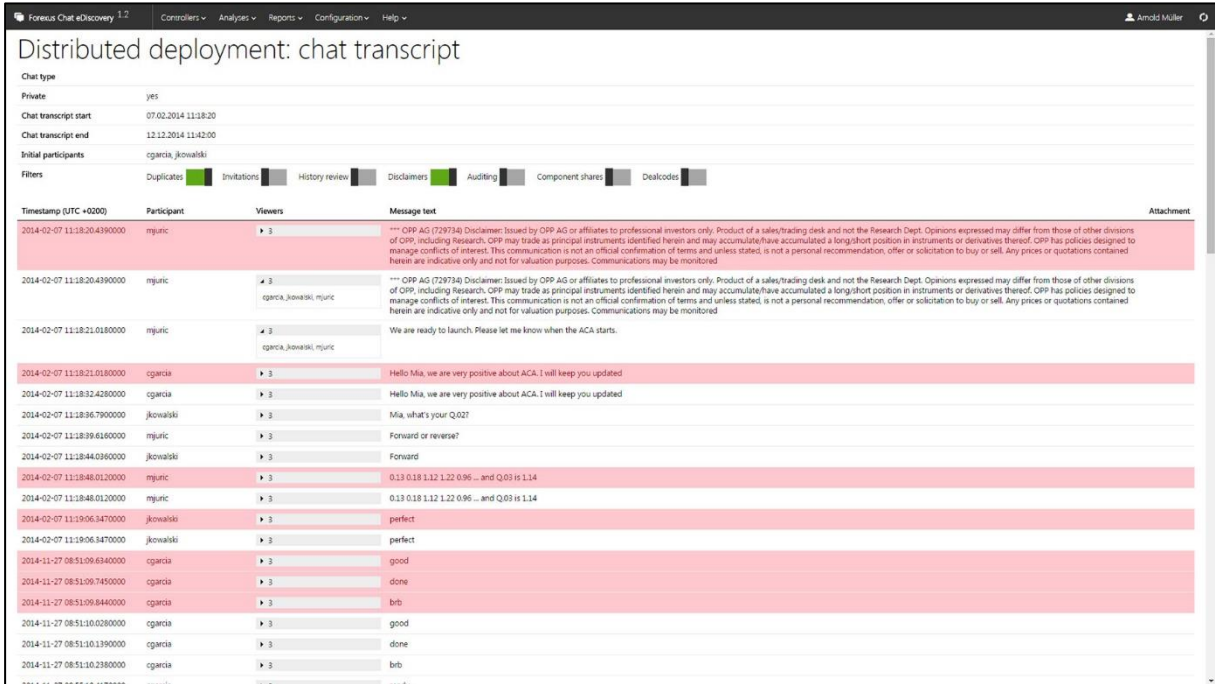 Forexus Chat eDiscovery 1.2 Controllers Analyses Reports Configuration Help Arnold Müller
Distributed deployment: chat transcript
Chat type
Private yes
Chat transcript start 07.02.2014 11:18:20
Chat transcript end 12.12.2014 11:42:00
Initial participants cgarcia, jkowalski
Filters Duplicates Invitations History review Disclaimers Auditing Component shares Dealcodes
Timestamp (UTC +0200) Participant Viewers Message text Attachment
2014-02-07 11:18:20.4390000 mjuric 3 *** OPP AG (729734) Disclaimer: Issued by OPP AG or affiliates to professional investors only. Product of a sales/trading desk and not the Research Dept. Opinions expressed may differ from those of other divisions
of OPP, including Research. OPP may trade as principal instruments identified herein and may accumulate/have accumulated a long/short position in instruments or derivatives thereof. OPP has policies designed to
manage conflicts of interest. This communication is not an official confirmation of terms and unless stated, is not a personal recommendation, offer or solicitation to buy or sell. Any prices or quotations contained
herein are indicative only and not for valuation purposes. Communications may be monitored
2014-02-07 11:18:20.4390000 mjuric 3 *** OPP AG (729734) Disclaimer: Issued by OPP AG or affiliates to professional investors only. Product of a sales/trading desk and not the Research Dept. Opinions expressed may differ from those of other divisions
cgarcia, jkowalski, mjuric of OPP, including Research. OPP may trade as principal instruments identified herein and may accumulate/have accumulated a long/short position in instruments or derivatives thereof. OPP has policies designed to
manage conflicts of interest. This communication is not an official confirmation of terms and unless stated, is not a personal recommendation, offer or solicitation to buy or sell. Any prices or quotations contained
herein are indicative only and not for valuation purposes. Communications may be monitored
2014-02-07 11:18:21.0180000 mjuric 3 We are ready to launch. Please let me know when the ACA starts.
cgarcia, jkowalski, mjuric
2014-02-07 11:18:21.0180000 cgarcia 3 Hello Mia, we are very positive about ACA. I will keep you updated
2014-02-07 11:18:32.4280000 cgarcia 3 Hello Mia, we are very positive about ACA. I will keep you updated
2014-02-07 11:18:36.7900000 jkowalski 3 Mia, what's your Q.02?
2014-02-07 11:18:39.6160000 mjuric 3 Forward or reverse?
2014-02-07 11:18:44.0360000 jkowalski 3 Forward
2014-02-07 11:18:48.0120000 mjuric 3 0.13 0.18 1.12 1.22 0.96 ... and Q.03 is 1.14
2014-02-07 11:18:48.0120000 mjuric 3 0.13 0.18 1.12 1.22 0.96 ... and Q.03 is 1.14
2014-02-07 11:19:06.3470000 jkowalski 3 perfect
2014-02-07 11:19:06.3470000 jkowalski 3 perfect
2014-11-27 08:51:09.6340000 cgarcia 3 good
2014-11-27 08:51:09.7450000 cgarcia 3 done
2014-11-27 08:51:09.8440000 cgarcia 3 brb
2014-11-27 08:51:10.0280000 cgarcia 3 good
2014-11-27 08:51:10.1390000 cgarcia 3 done
2014-11-27 08:51:10.2380000 cgarcia 3 brb